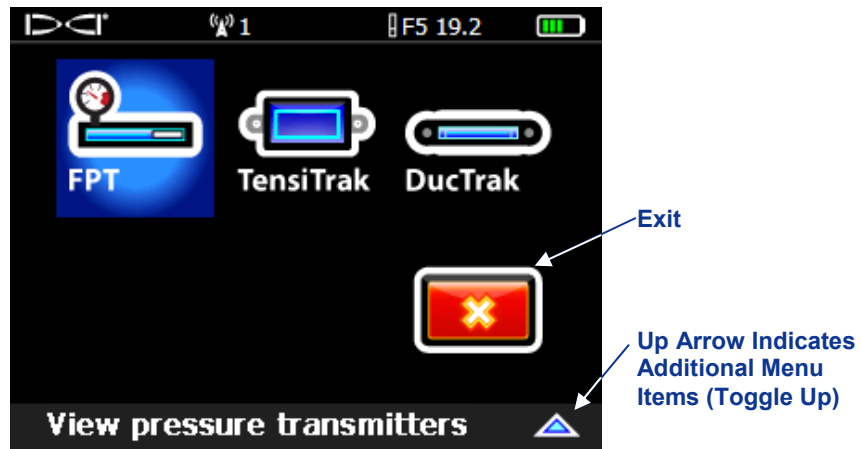 DCI 1 F5 19.2
FPT TensiTrak DucTrak
Exit
Up Arrow Indicates
Additional Menu
Items (Toggle Up)
View pressure transmitters